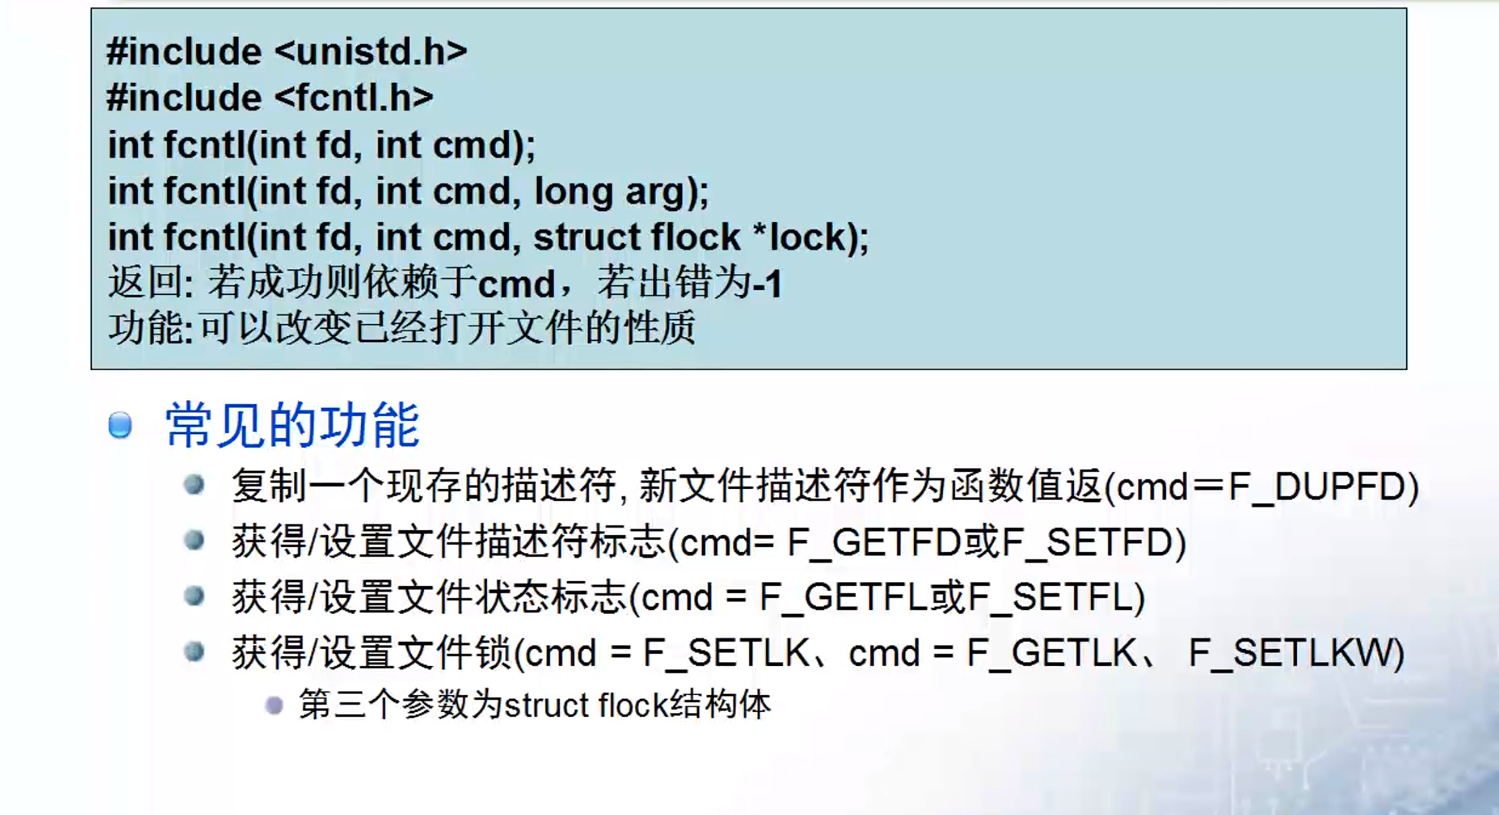 #include <unistd.h>
#include <fcntl.h>
int fcntl(int fd, int cmd);
int fcntl(int fd, int cmd, long arg);
int fcntl(int fd, int cmd, struct flock *lock);
返回: 若成功则依赖于cmd，若出错为-1
功能:可以改变已经打开文件的性质
常见的功能
复制一个现存的描述符, 新文件描述符作为函数值返(cmd＝F_DUPFD)
获得/设置文件描述符标志(cmd= F_GETFD或F_SETFD)
获得/设置文件状态标志(cmd = F_GETFL或F_SETFL)
获得/设置文件锁(cmd = F_SETLK、cmd = F_GETLK、 F_SETLKW)
第三个参数为struct flock结构体